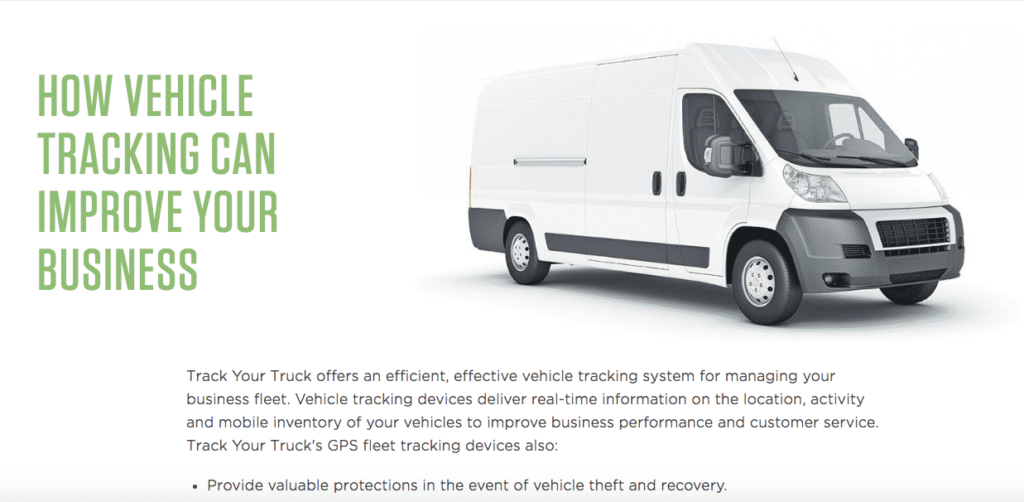 HOW VEHICLE
TRACKING CAN
IMPROVE YOUR
BUSINESS
Track Your Truck offers an efficient, effective vehicle tracking system for managing your
business fleet. Vehicle tracking devices deliver real-time information on the location, activity
and mobile inventory of your vehicles to improve business performance and customer service.
Track Your Truck's GPS fleet tracking devices also:
• Provide valuable protections in the event of vehicle theft and recovery.